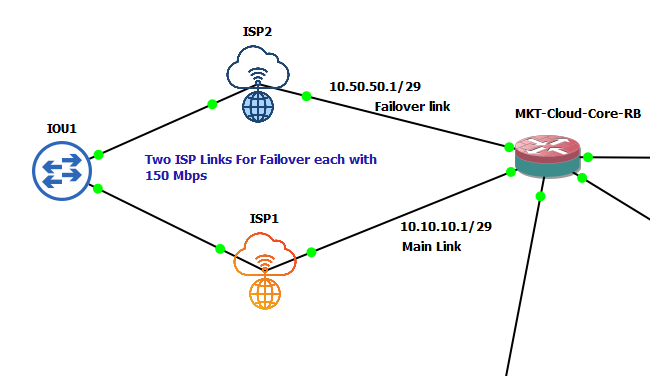 ISP2
10.50.50.1/29
Failover link
MKT-Cloud-Core-RB
IOU1
Two ISP Links For Failover each with
150 Mbps
ISP1
10.10.10.1/29
Main Link